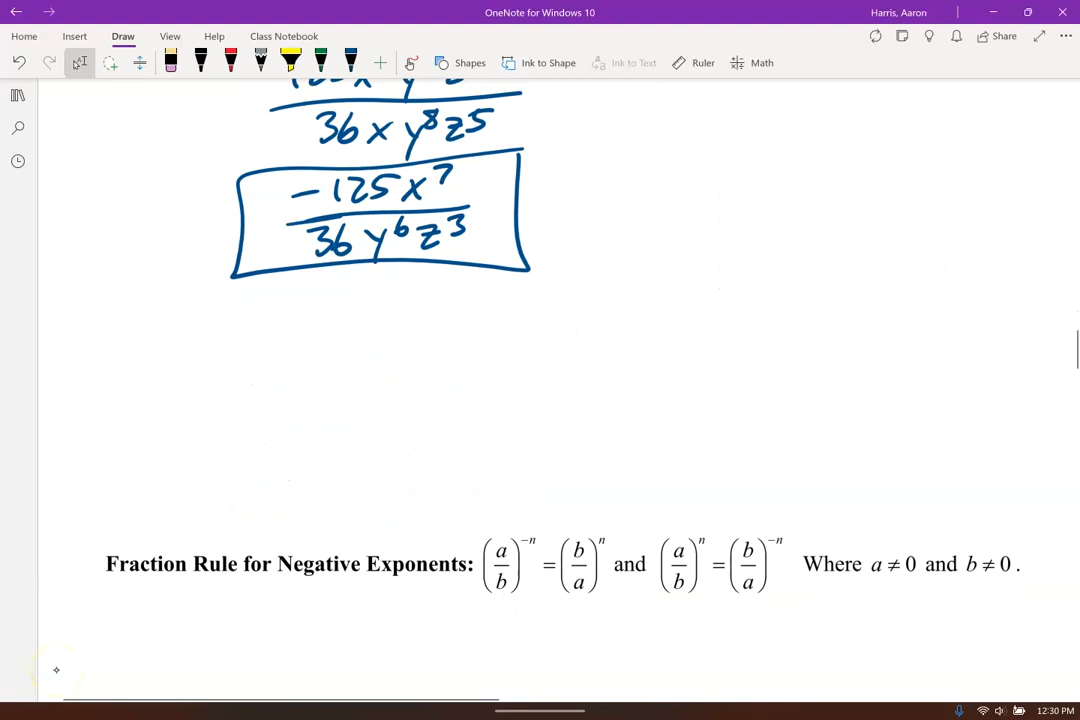 OneNote for Windows 10
Harris, Aaron
Home Insert Draw View Help Class Notebook
Share
Shapes Ink to Shape Ink to Text Ruler Math
36 x y⁸ z⁵
-125 x⁷
36 y⁶ z³
Fraction Rule for Negative Exponents: (a/b)⁻ⁿ = (b/a)ⁿ and (a/b)ⁿ = (b/a)⁻ⁿ Where a ≠ 0 and b ≠ 0 .
12:30 PM